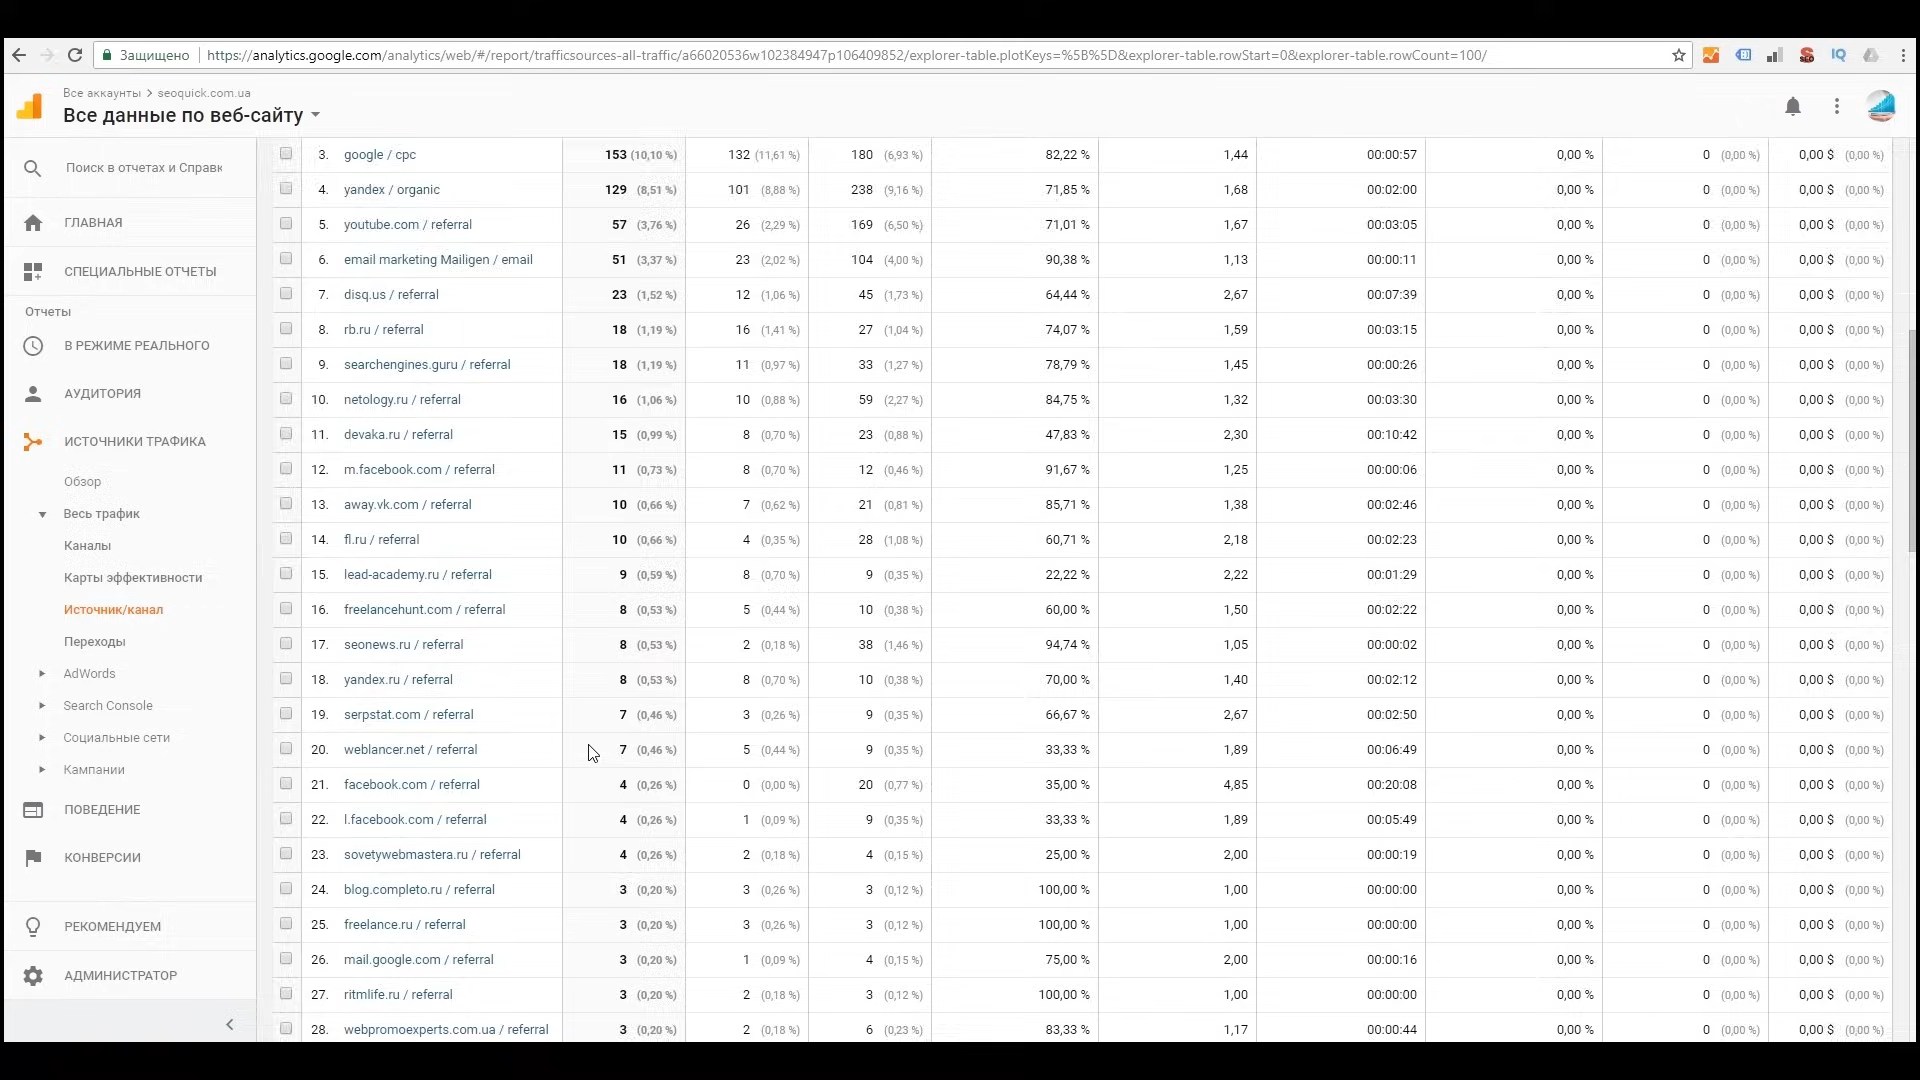 Защищено https://analytics.google.com/analytics/web/#/report/trafficsources-all-traffic/a66020536w102384947p106409852/explorer-table.plotKeys=%5B%5D&explorer-table.rowStart=0&explorer-table.rowCount=100/
Все аккаунты > seoquick.com.ua
Все данные по веб-сайту
Поиск в отчетах и Справк
ГЛАВНАЯ
СПЕЦИАЛЬНЫЕ ОТЧЕТЫ
Отчеты
В РЕЖИМЕ РЕАЛЬНОГО
АУДИТОРИЯ
ИСТОЧНИКИ ТРАФИКА
Обзор
Весь трафик
Каналы
Карты эффективности
Источник/канал
Переходы
AdWords
Search Console
Социальные сети
Кампании
ПОВЕДЕНИЕ
КОНВЕРСИИ
РЕКОМЕНДУЕМ
АДМИНИСТРАТОР
3. google / cpc 153 (10,10 %) 132 (11,61 %) 180 (6,93 %) 82,22 % 1,44 00:00:57 0,00 % 0 (0,00 %) 0,00 $ (0,00 %)
4. yandex / organic 129 (8,51 %) 101 (8,88 %) 238 (9,16 %) 71,85 % 1,68 00:02:00 0,00 % 0 (0,00 %) 0,00 $ (0,00 %)
5. youtube.com / referral 57 (3,76 %) 26 (2,29 %) 169 (6,50 %) 71,01 % 1,67 00:03:05 0,00 % 0 (0,00 %) 0,00 $ (0,00 %)
6. email marketing Mailigen / email 51 (3,37 %) 23 (2,02 %) 104 (4,00 %) 90,38 % 1,13 00:00:11 0,00 % 0 (0,00 %) 0,00 $ (0,00 %)
7. disq.us / referral 23 (1,52 %) 12 (1,06 %) 45 (1,73 %) 64,44 % 2,67 00:07:39 0,00 % 0 (0,00 %) 0,00 $ (0,00 %)
8. rb.ru / referral 18 (1,19 %) 16 (1,41 %) 27 (1,04 %) 74,07 % 1,59 00:03:15 0,00 % 0 (0,00 %) 0,00 $ (0,00 %)
9. searchengines.guru / referral 18 (1,19 %) 11 (0,97 %) 33 (1,27 %) 78,79 % 1,45 00:00:26 0,00 % 0 (0,00 %) 0,00 $ (0,00 %)
10. netology.ru / referral 16 (1,06 %) 10 (0,88 %) 59 (2,27 %) 84,75 % 1,32 00:03:30 0,00 % 0 (0,00 %) 0,00 $ (0,00 %)
11. devaka.ru / referral 15 (0,99 %) 8 (0,70 %) 23 (0,88 %) 47,83 % 2,30 00:10:42 0,00 % 0 (0,00 %) 0,00 $ (0,00 %)
12. m.facebook.com / referral 11 (0,73 %) 8 (0,70 %) 12 (0,46 %) 91,67 % 1,25 00:00:06 0,00 % 0 (0,00 %) 0,00 $ (0,00 %)
13. away.vk.com / referral 10 (0,66 %) 7 (0,62 %) 21 (0,81 %) 85,71 % 1,38 00:02:46 0,00 % 0 (0,00 %) 0,00 $ (0,00 %)
14. fl.ru / referral 10 (0,66 %) 4 (0,35 %) 28 (1,08 %) 60,71 % 2,18 00:02:23 0,00 % 0 (0,00 %) 0,00 $ (0,00 %)
15. lead-academy.ru / referral 9 (0,59 %) 8 (0,70 %) 9 (0,35 %) 22,22 % 2,22 00:01:29 0,00 % 0 (0,00 %) 0,00 $ (0,00 %)
16. freelancehunt.com / referral 8 (0,53 %) 5 (0,44 %) 10 (0,38 %) 60,00 % 1,50 00:02:22 0,00 % 0 (0,00 %) 0,00 $ (0,00 %)
17. seonews.ru / referral 8 (0,53 %) 2 (0,18 %) 38 (1,46 %) 94,74 % 1,05 00:00:02 0,00 % 0 (0,00 %) 0,00 $ (0,00 %)
18. yandex.ru / referral 8 (0,53 %) 8 (0,70 %) 10 (0,38 %) 70,00 % 1,40 00:02:12 0,00 % 0 (0,00 %) 0,00 $ (0,00 %)
19. serpstat.com / referral 7 (0,46 %) 3 (0,26 %) 9 (0,35 %) 66,67 % 2,67 00:02:50 0,00 % 0 (0,00 %) 0,00 $ (0,00 %)
20. weblancer.net / referral 7 (0,46 %) 5 (0,44 %) 9 (0,35 %) 33,33 % 1,89 00:06:49 0,00 % 0 (0,00 %) 0,00 $ (0,00 %)
21. facebook.com / referral 4 (0,26 %) 0 (0,00 %) 20 (0,77 %) 35,00 % 4,85 00:20:08 0,00 % 0 (0,00 %) 0,00 $ (0,00 %)
22. l.facebook.com / referral 4 (0,26 %) 1 (0,09 %) 9 (0,35 %) 33,33 % 1,89 00:05:49 0,00 % 0 (0,00 %) 0,00 $ (0,00 %)
23. sovetywebmastera.ru / referral 4 (0,26 %) 2 (0,18 %) 4 (0,15 %) 25,00 % 2,00 00:00:19 0,00 % 0 (0,00 %) 0,00 $ (0,00 %)
24. blog.completo.ru / referral 3 (0,20 %) 3 (0,26 %) 3 (0,12 %) 100,00 % 1,00 00:00:00 0,00 % 0 (0,00 %) 0,00 $ (0,00 %)
25. freelance.ru / referral 3 (0,20 %) 3 (0,26 %) 3 (0,12 %) 100,00 % 1,00 00:00:00 0,00 % 0 (0,00 %) 0,00 $ (0,00 %)
26. mail.google.com / referral 3 (0,20 %) 1 (0,09 %) 4 (0,15 %) 75,00 % 2,00 00:00:16 0,00 % 0 (0,00 %) 0,00 $ (0,00 %)
27. ritmlife.ru / referral 3 (0,20 %) 2 (0,18 %) 3 (0,12 %) 100,00 % 1,00 00:00:00 0,00 % 0 (0,00 %) 0,00 $ (0,00 %)
28. webpromoexperts.com.ua / referral 3 (0,20 %) 2 (0,18 %) 6 (0,23 %) 83,33 % 1,17 00:00:44 0,00 % 0 (0,00 %) 0,00 $ (0,00 %)